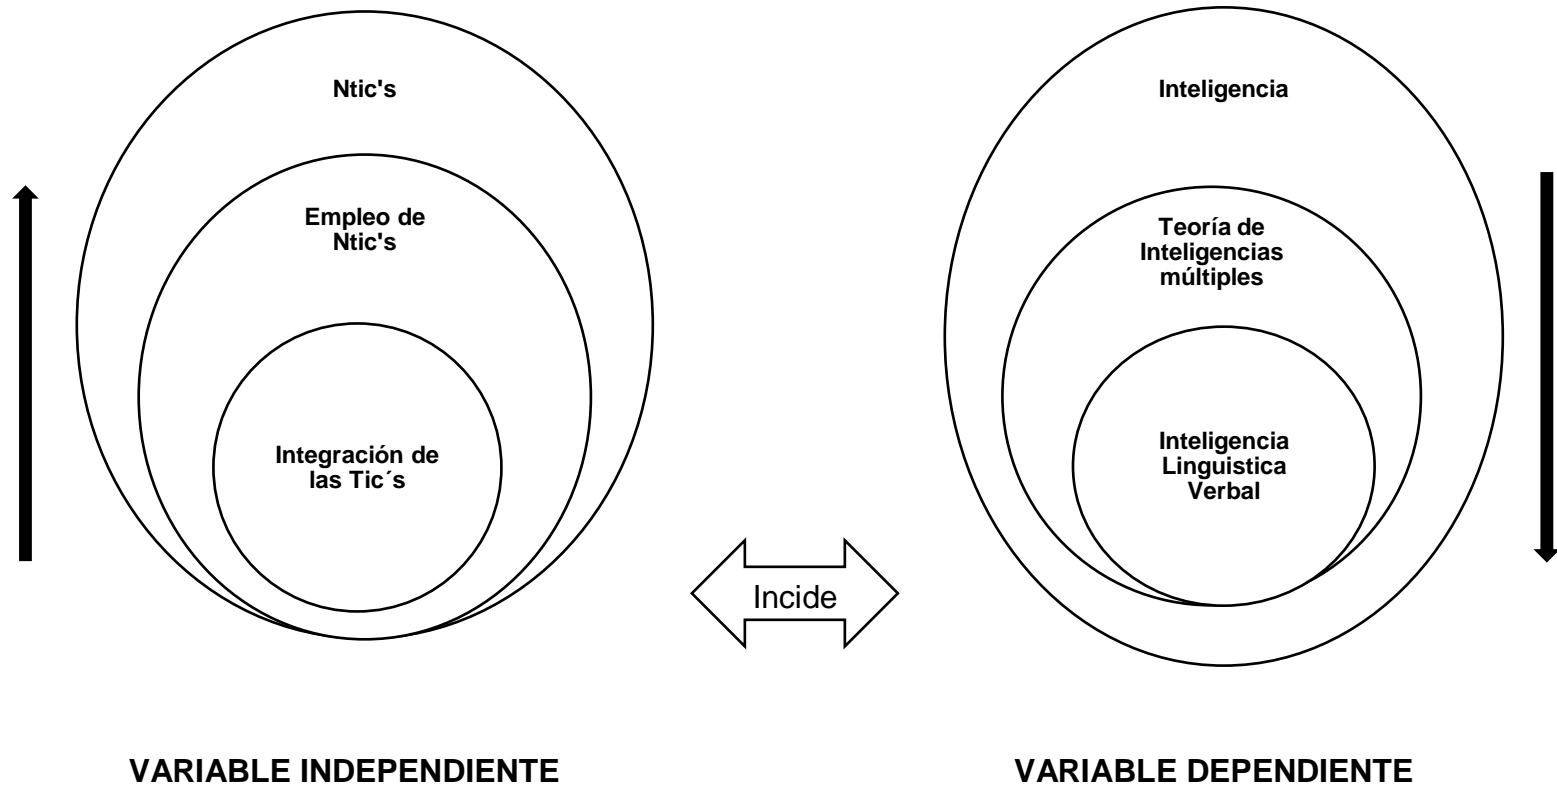 Ntic's
Empleo de
Ntic's
Integración de
las Tic´s
Incide
Inteligencia
Teoría de
Inteligencias
múltiples
Inteligencia
Linguistica
Verbal
VARIABLE INDEPENDIENTE
VARIABLE DEPENDIENTE